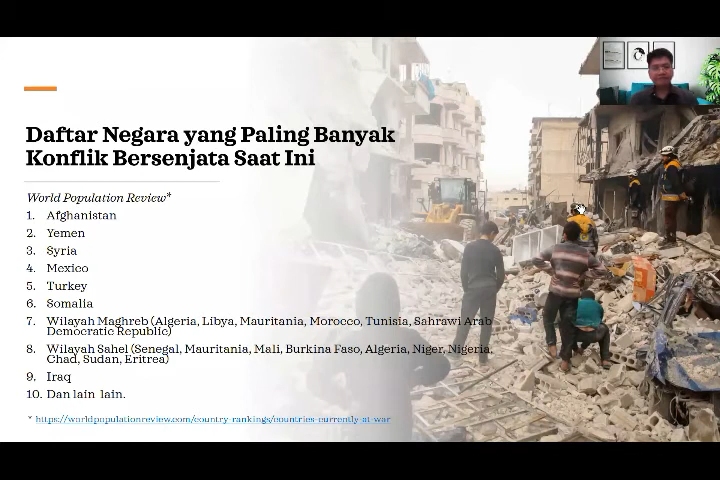 Daftar Negara yang Paling Banyak
Konflik Bersenjata Saat Ini
World Population Review*
1. Afghanistan
2. Yemen
3. Syria
4. Mexico
5. Turkey
6. Somalia
7. Wilayah Maghreb (Algeria, Libya, Mauritania, Morocco, Tunisia, Sahrawi Arab
Democratic Republic)
8. Wilayah Sahel (Senegal, Mauritania, Mali, Burkina Faso, Algeria, Niger, Nigeria,
Chad, Sudan, Eritrea)
9. Iraq
10. Dan lain lain.
* https://worldpopulationreview.com/country-rankings/countries-currently-at-war